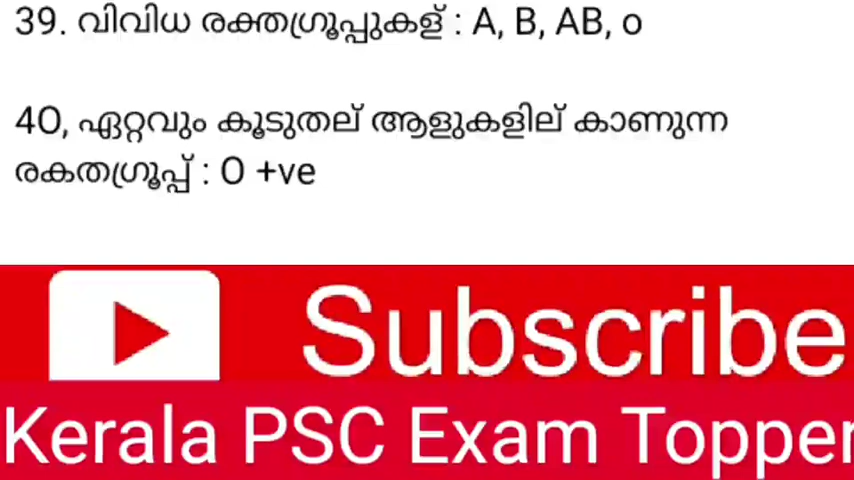 39. വിവിധ രക്തഗ്രൂപ്പുകള് : A, B, AB, o
40, ഏറ്റവും കൂടുതല് ആളുകളില് കാണുന്ന
രകതഗ്രൂപ്പ് : O +ve
Subscribe
Kerala PSC Exam Topper